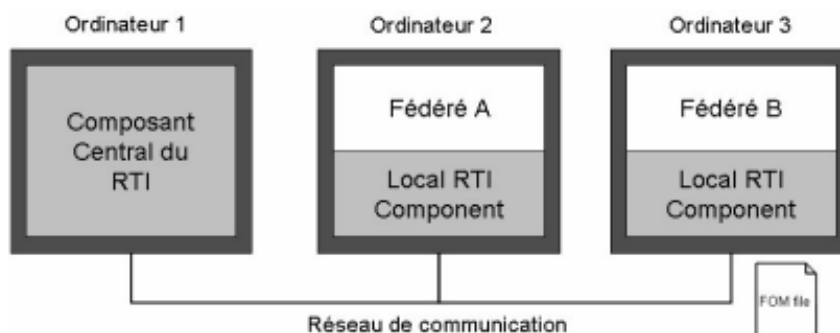 Ordinateur 1
Ordinateur 2
Ordinateur 3
Composant
Central du
RTI
Fédéré A
Local RTI
Component
Fédéré B
Local RTI
Component
FOM file
Réseau de communication